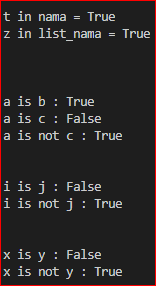 t in nama = True
z in list_nama = True
a is b : True
a is c : False
a is not c : True
i is j : False
i is not j : True
x is y : False
x is not y : True